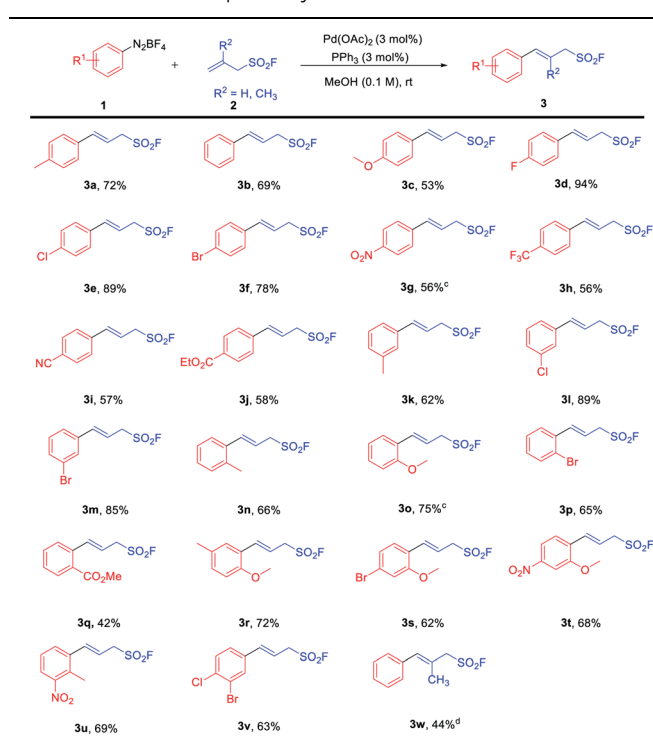 N₂BF₄
R¹
1
+
R²
SO₂F
R² = H, CH₃
2
Pd(OAc)₂ (3 mol%)
PPh₃ (3 mol%)
MeOH (0.1 M), rt
R¹
R²
SO₂F
3
SO₂F
3a, 72%
SO₂F
3b, 69%
O
SO₂F
3c, 53%
F
SO₂F
3d, 94%
Cl
SO₂F
3e, 89%
Br
SO₂F
3f, 78%
O₂N
SO₂F
3g, 56%ᶜ
F₃C
SO₂F
3h, 56%
NC
SO₂F
3i, 57%
EtO₂C
SO₂F
3j, 58%
SO₂F
3k, 62%
SO₂F
Cl
3l, 89%
SO₂F
Br
3m, 85%
SO₂F
3n, 66%
SO₂F
O
3o, 75%ᶜ
SO₂F
Br
3p, 65%
SO₂F
CO₂Me
3q, 42%
SO₂F
O
3r, 72%
SO₂F
Br
O
3s, 62%
SO₂F
O₂N
O
3t, 68%
SO₂F
NO₂
3u, 69%
SO₂F
Cl
Br
3v, 63%
SO₂F
CH₃
3w, 44%ᵈ